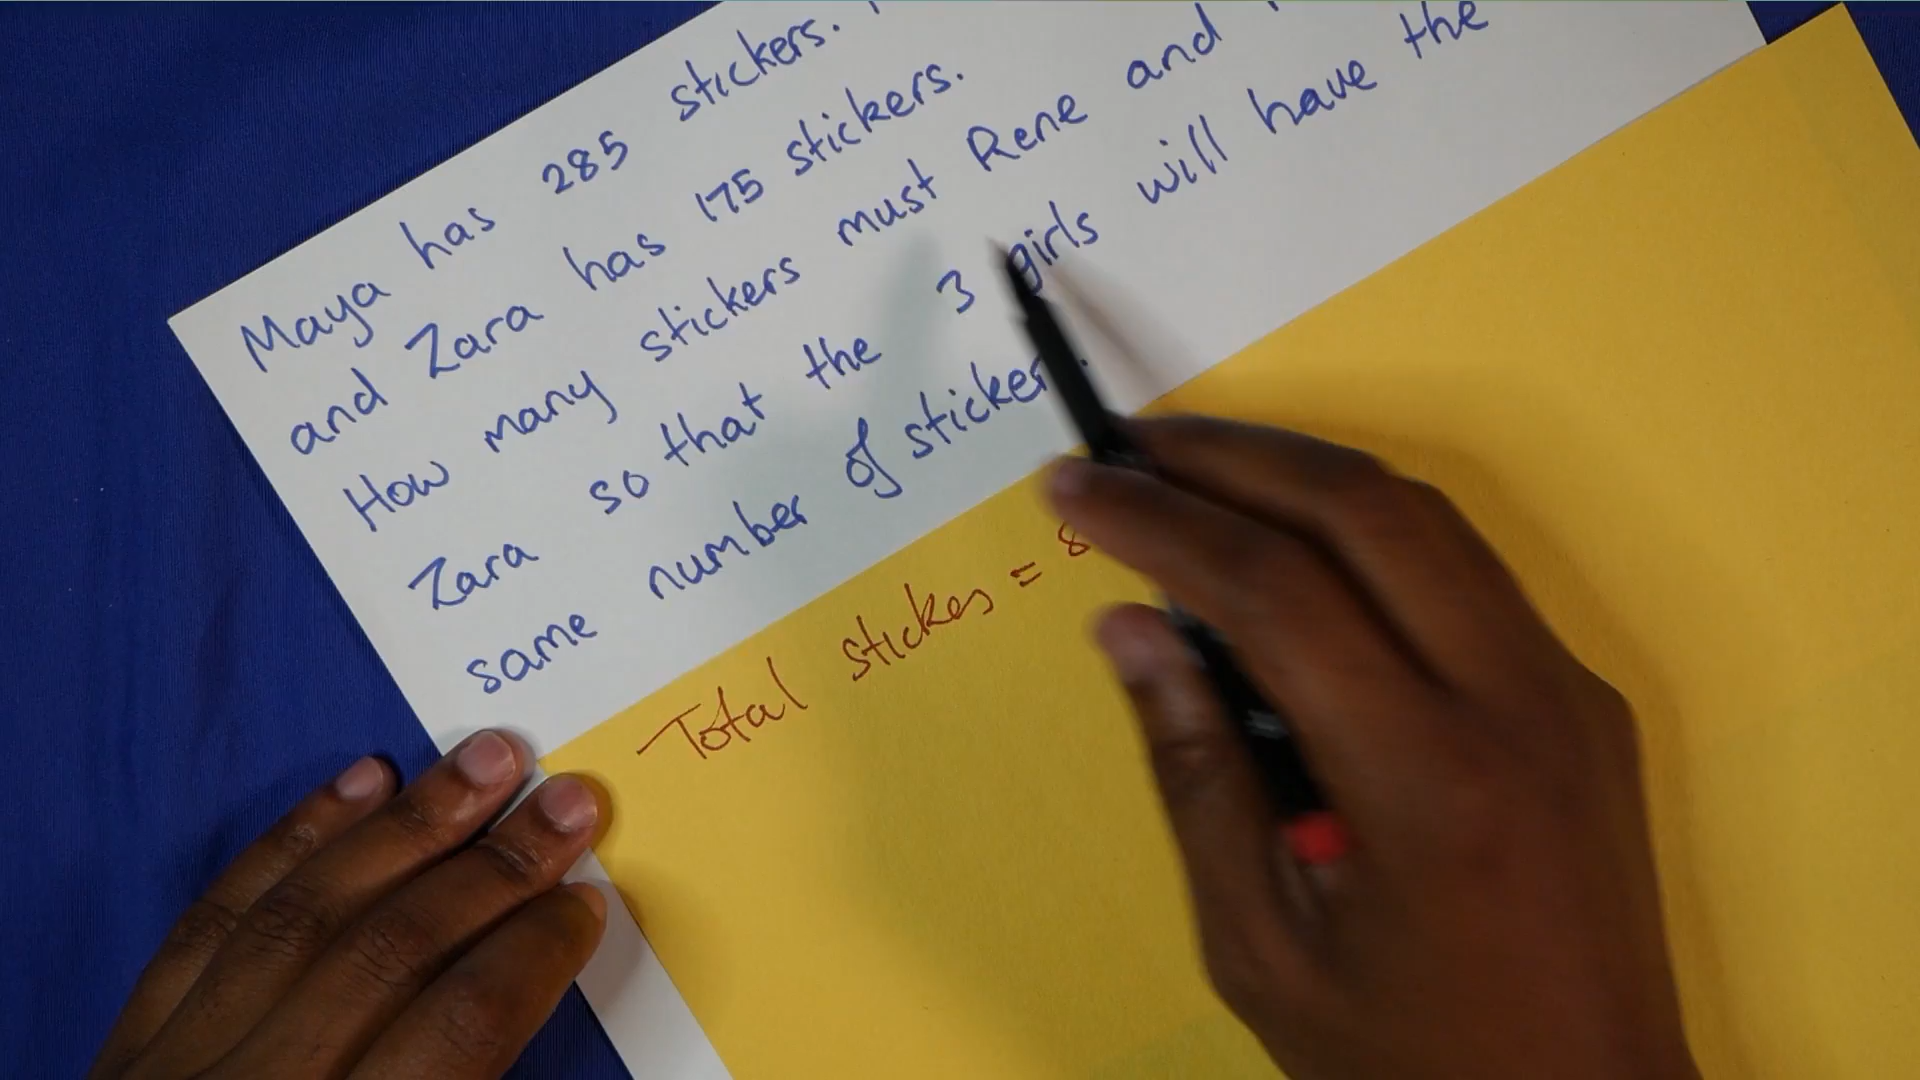 Maya has 285 stickers.
and Zara has 175 stickers.
How many stickers must Rene and
Zara so that the 3 girls will have the
same number of sticker.
Total stickes = 8